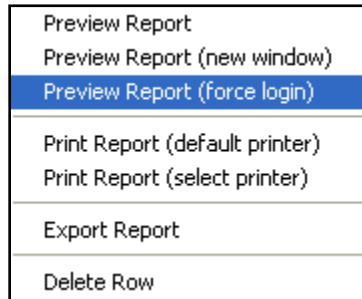 Preview Report
Preview Report (new window)
Preview Report (force login)
Print Report (default printer)
Print Report (select printer)
Export Report
Delete Row